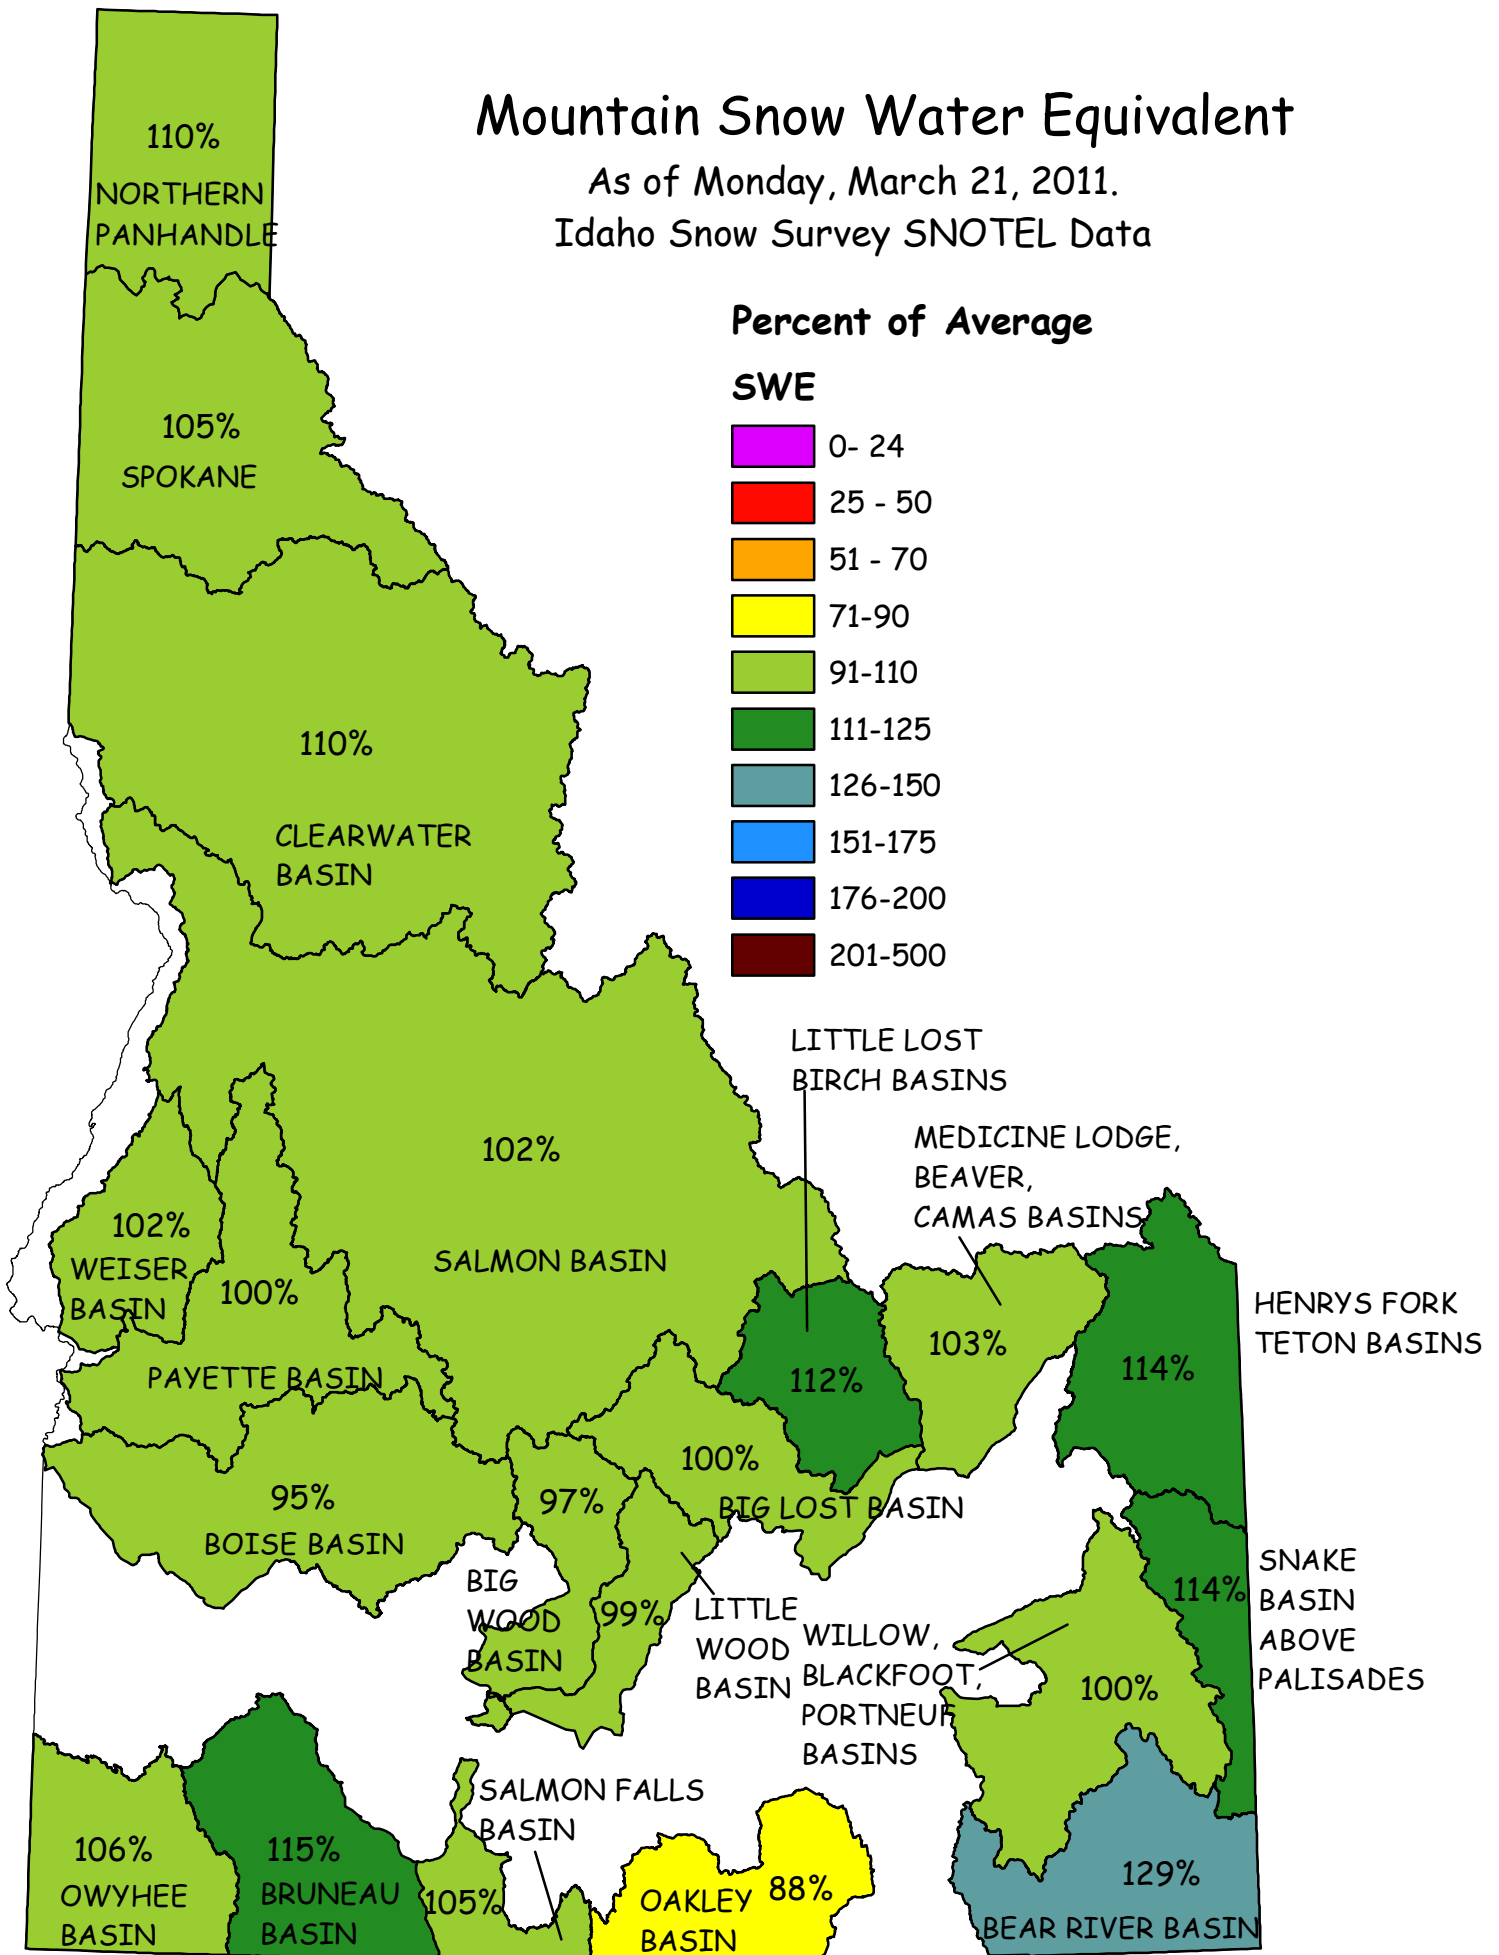 Mountain Snow Water Equivalent
As of Monday, March 21, 2011.
Idaho Snow Survey SNOTEL Data
Percent of Average
SWE
0- 24
25 - 50
51 - 70
71-90
91-110
111-125
126-150
151-175
176-200
201-500
110%
NORTHERN
PANHANDLE
105%
SPOKANE
110%
CLEARWATER
BASIN
102%
SALMON BASIN
102%
WEISER
BASIN
100%
PAYETTE BASIN
95%
BOISE BASIN
LITTLE LOST
BIRCH BASINS
112%
MEDICINE LODGE,
BEAVER,
CAMAS BASINS
103%
114%
HENRYS FORK
TETON BASINS
100%
BIG LOST BASIN
97%
BIG
WOOD
BASIN
99%
LITTLE
WOOD
BASIN
WILLOW,
BLACKFOOT,
PORTNEUF
BASINS
100%
114%
SNAKE
BASIN
ABOVE
PALISADES
106%
OWYHEE
BASIN
115%
BRUNEAU
BASIN
SALMON FALLS
BASIN
105%
OAKLEY
BASIN
88%
129%
BEAR RIVER BASIN